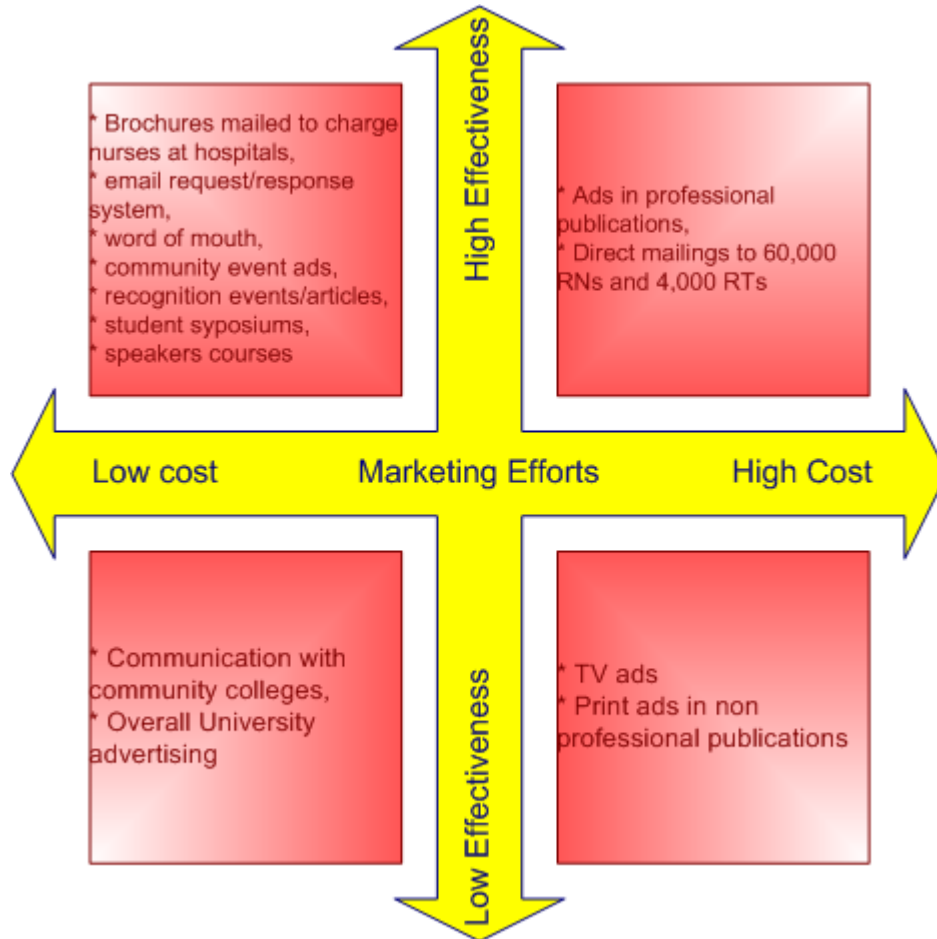 High Effectiveness
* Brochures mailed to charge
nurses at hospitals,
* email request/response
system,
* word of mouth,
* community event ads,
* recognition events/articles,
* student syposiums,
* speakers courses
* Ads in professional
publications,
* Direct mailings to 60,000
RNs and 4,000 RTs
Low cost
Marketing Efforts
High Cost
* Communication with
community colleges,
* Overall University
advertising
* TV ads
* Print ads in non
professional publications
Low Effectiveness